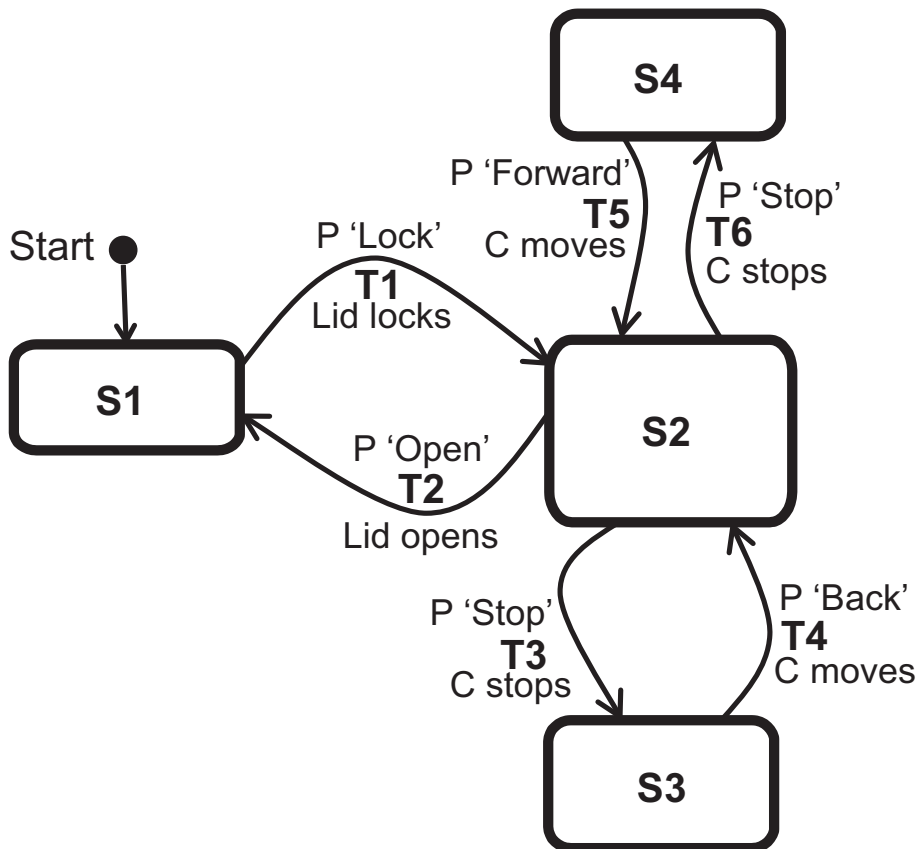 S4
P ‘Forward’
T5
C moves
P ‘Stop’
T6
C stops
Start
P ‘Lock’
T1
Lid locks
S1
S2
P ‘Open’
T2
Lid opens
P ‘Stop’
T3
C stops
P ‘Back’
T4
C moves
S3